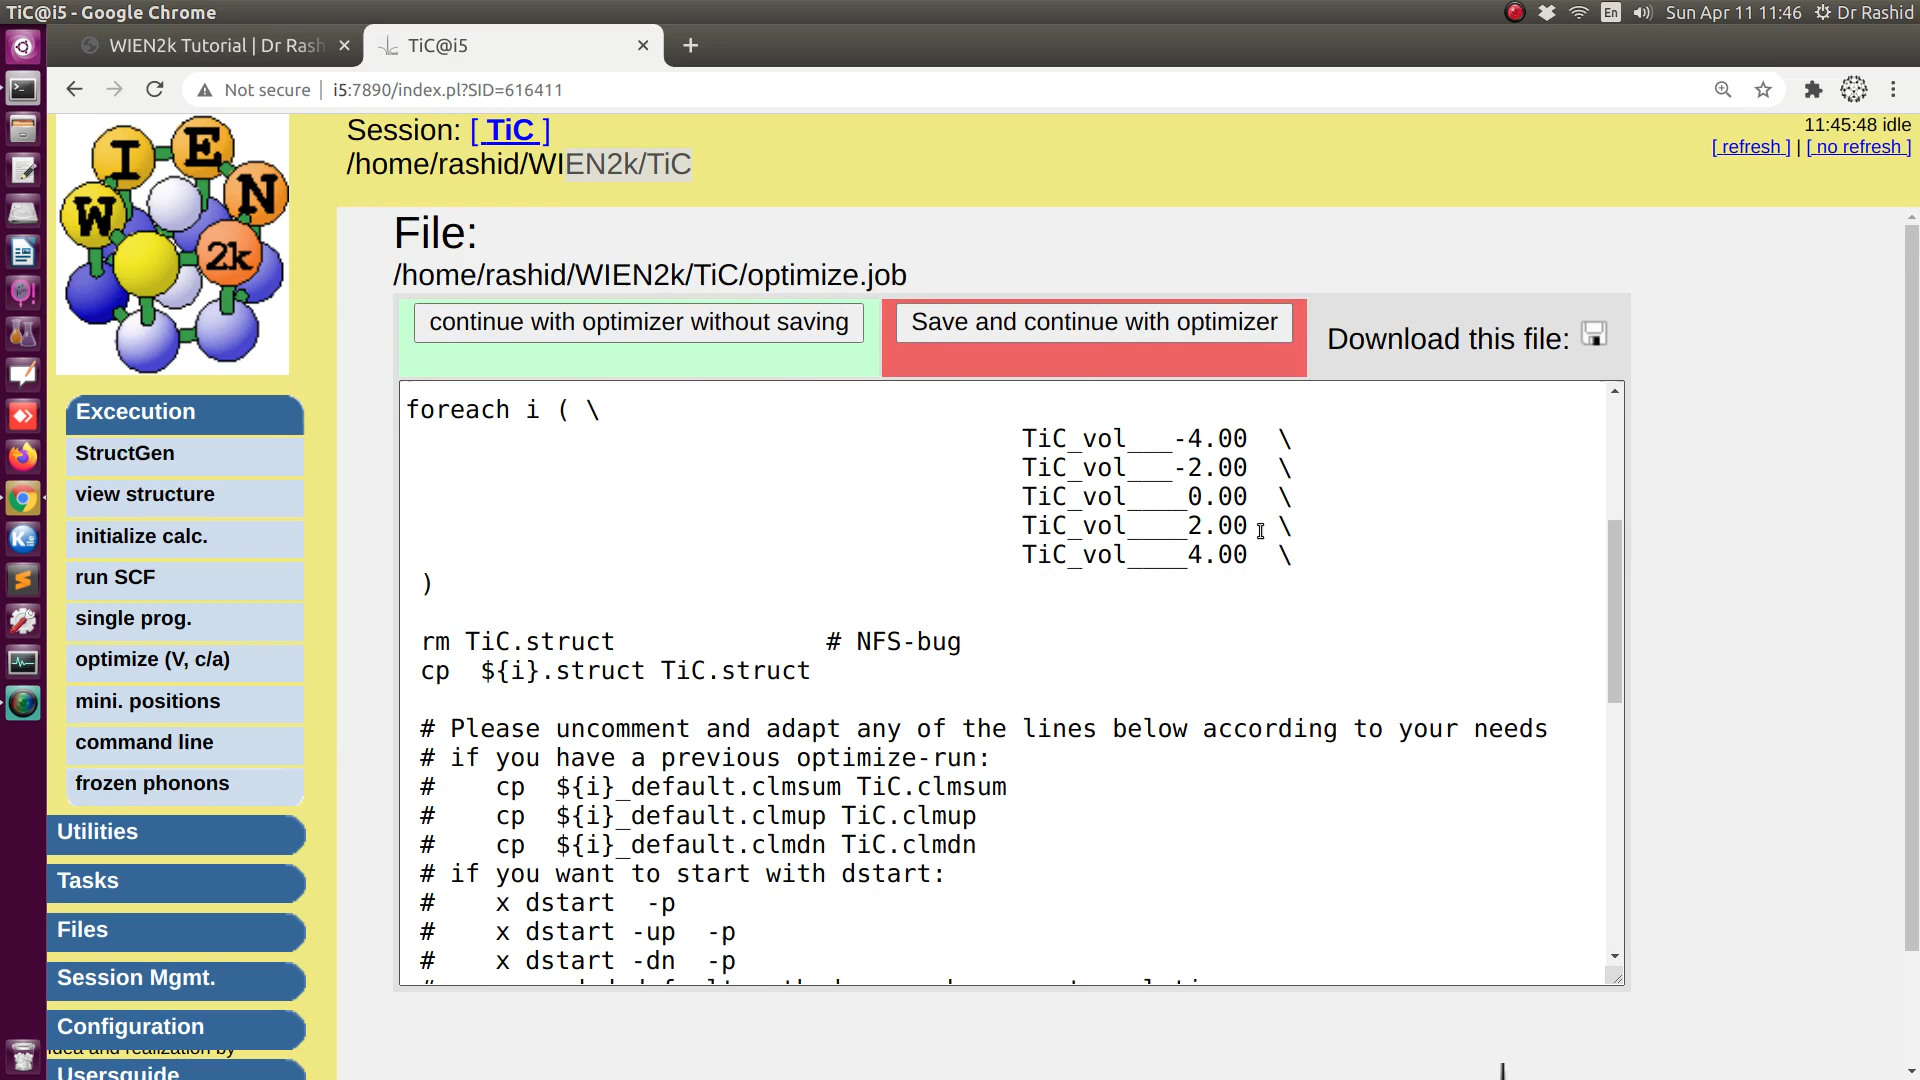 TiC@i5 - Google Chrome
En
Sun Apr 11 11:46
Dr Rashid
WIEN2k Tutorial | Dr Rash
TiC@i5
Not secure
i5:7890/index.pl?SID=616411
W I E N 2k
Session: [ TiC ]
/home/rashid/WIEN2k/TiC
11:45:48 idle
[ refresh ] | [ no refresh ]
File:
/home/rashid/WIEN2k/TiC/optimize.job
continue with optimizer without saving
Save and continue with optimizer
Download this file:
foreach i ( \
TiC_vol___-4.00 \
TiC_vol___-2.00 \
TiC_vol____0.00 \
TiC_vol____2.00 \
TiC_vol____4.00 \
)
rm TiC.struct # NFS-bug
cp ${i}.struct TiC.struct
# Please uncomment and adapt any of the lines below according to your needs
# if you have a previous optimize-run:
# cp ${i}_default.clmsum TiC.clmsum
# cp ${i}_default.clmup TiC.clmup
# cp ${i}_default.clmdn TiC.clmdn
# if you want to start with dstart:
# x dstart -p
# x dstart -up -p
# x dstart -dn -p
Excecution
StructGen
view structure
initialize calc.
run SCF
single prog.
optimize (V, c/a)
mini. positions
command line
frozen phonons
Utilities
Tasks
Files
Session Mgmt.
Configuration
idea and realization by
Usersguide